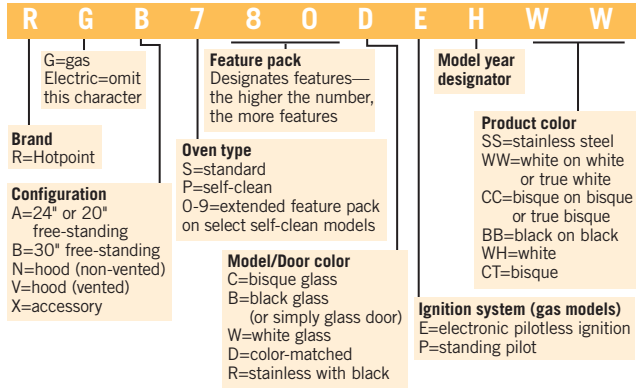 R G B 7 8 0 D E H W W
G=gas
Electric=omit
this character
Brand
R=Hotpoint
Configuration
A=24" or 20"
free-standing
B=30" free-standing
N=hood (non-vented)
V=hood (vented)
X=accessory
Feature pack
Designates features—
the higher the number,
the more features
Oven type
S=standard
P=self-clean
0-9=extended feature pack
on select self-clean models
Model/Door color
C=bisque glass
B=black glass
(or simply glass door)
W=white glass
D=color-matched
R=stainless with black
Model year
designator
Product color
SS=stainless steel
WW=white on white
or true white
CC=bisque on bisque
or true bisque
BB=black on black
WH=white
CT=bisque
Ignition system (gas models)
E=electronic pilotless ignition
P=standing pilot